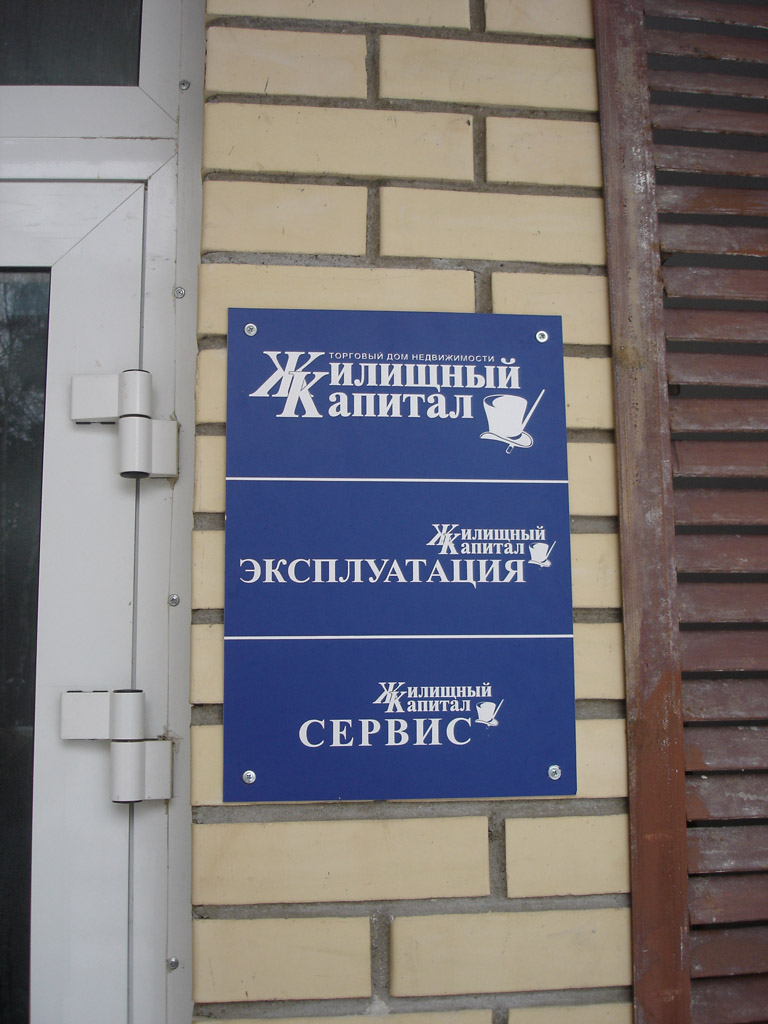 ТОРГОВЫЙ ДОМ НЕДВИЖИМОСТИ
Жилищный
Капитал
Жилищный
Капитал
ЭКСПЛУАТАЦИЯ
Жилищный
Капитал
СЕРВИС